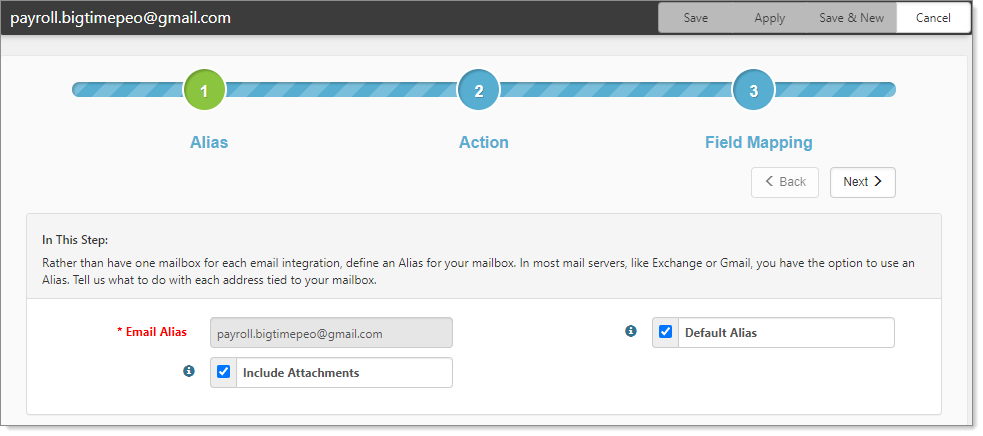 payroll.bigtimepeo@gmail.com
Save
Apply
Save & New
Cancel
1
2
3
Alias
Action
Field Mapping
Back
Next
In This Step:
Rather than have one mailbox for each email integration, define an Alias for your mailbox. In most mail servers, like Exchange or Gmail, you have the option to use an
Alias. Tell us what to do with each address tied to your mailbox.
* Email Alias
payroll.bigtimepeo@gmail.com
Default Alias
Include Attachments